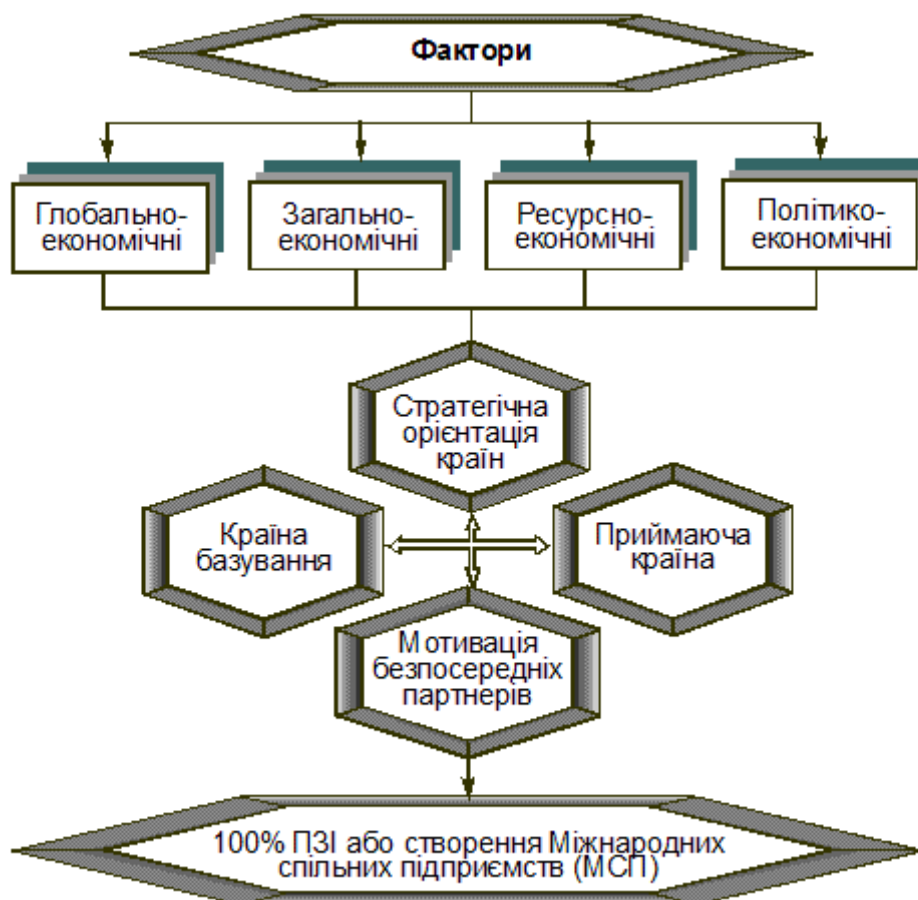 Фактори
Глобально-
економічні
Загально-
економічні
Ресурсно-
економічні
Політико-
економічні
Стратегічна
орієнтація
країн
Країна
базування
Приймаюча
країна
Мотивація
безпосередніх
партнерів
100% ПЗІ або створення Міжнародних
спільних підприємств (МСП)